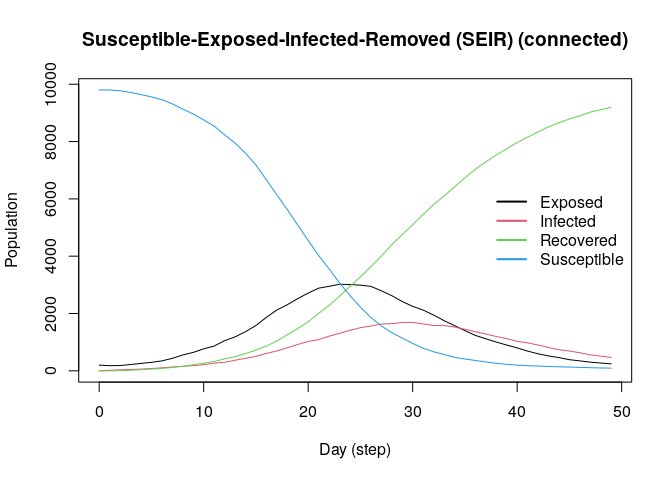 Susceptible-Exposed-Infected-Removed (SEIR) (connected)
Population
10000
8000
6000
4000
2000
0
Exposed
Infected
Recovered
Susceptible
0 10 20 30 40 50
Day (step)